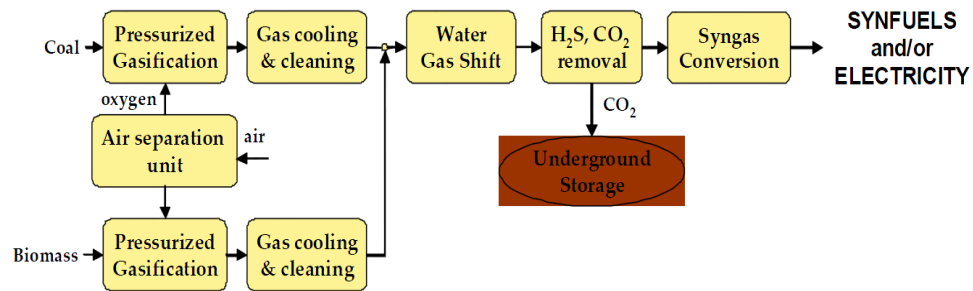 Coal
Pressurized
Gasification
Gas cooling
& cleaning
Water
Gas Shift
H₂S, CO₂
removal
Syngas
Conversion
SYNFUELS
and/or
ELECTRICITY
oxygen
CO₂
Air separation
unit
air
Underground
Storage
Biomass
Pressurized
Gasification
Gas cooling
& cleaning